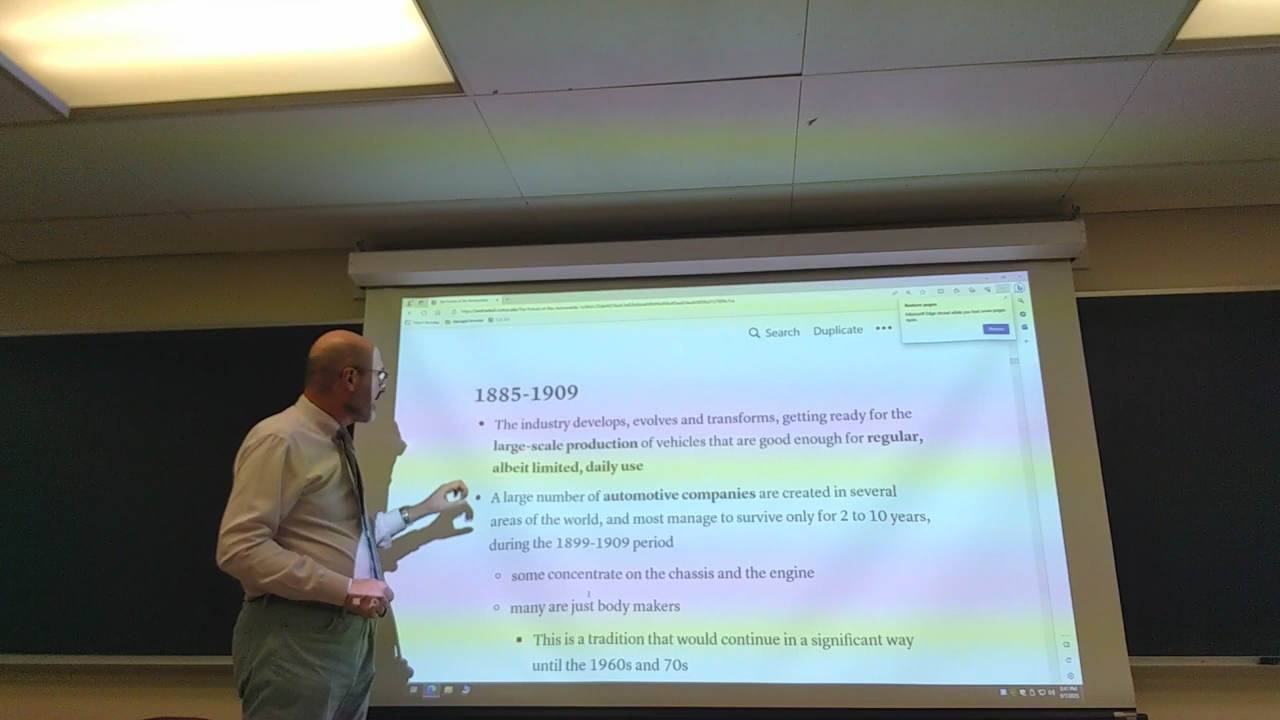 Restore pages
Search Duplicate •••
1885-1909
• The industry develops, evolves and transforms, getting ready for the
large-scale production of vehicles that are good enough for regular,
albeit limited, daily use
• A large number of automotive companies are created in several
areas of the world, and most manage to survive only for 2 to 10 years,
during the 1899-1909 period
○ some concentrate on the chassis and the engine
○ many are just body makers
▪ This is a tradition that would continue in a significant way
until the 1960s and 70s